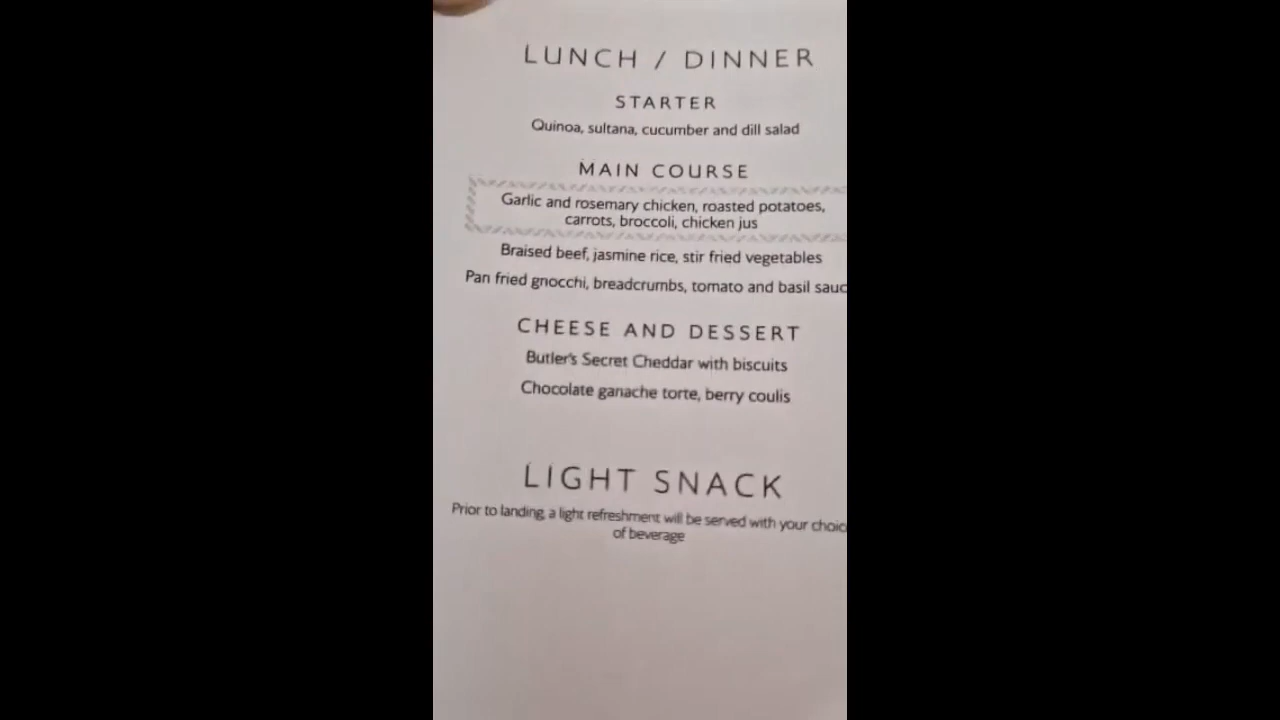 LUNCH / DINNER
STARTER
Quinoa, sultana, cucumber and dill salad
MAIN COURSE
Garlic and rosemary chicken, roasted potatoes,
carrots, broccoli, chicken jus
Braised beef, jasmine rice, stir fried vegetables
Pan fried gnocchi, breadcrumbs, tomato and basil
CHEESE AND DESSERT
Butler's Secret Cheddar with biscuits
Chocolate ganache torte, berry coulis
LIGHT SNACK
Prior to landing, a light refreshment will be served with your
of beverage